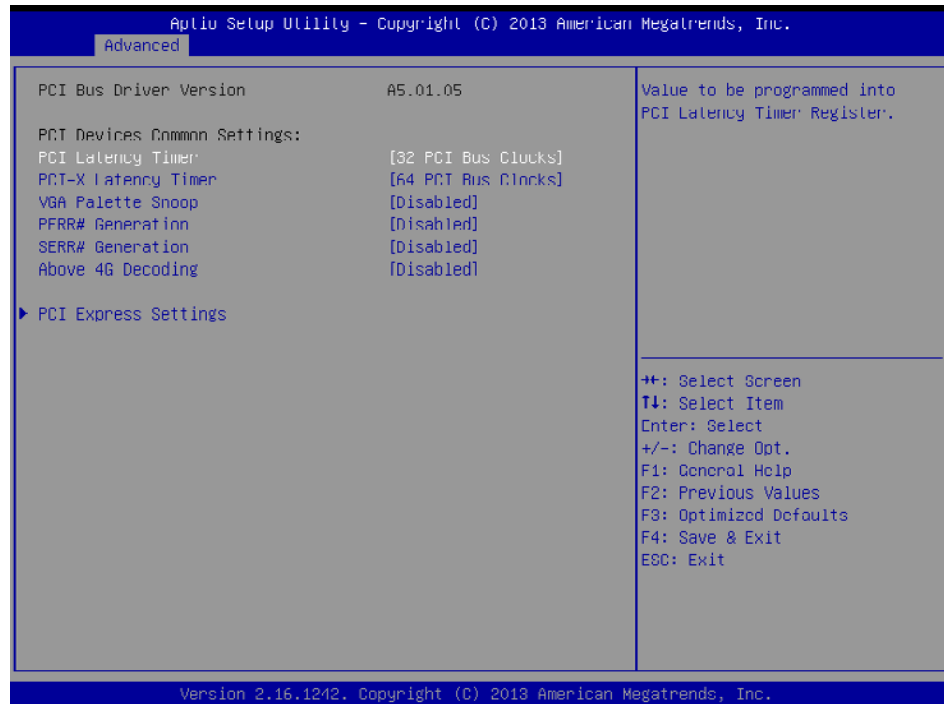 Aptio Setup Utility – Copyright (C) 2013 American Megatrends, Inc.
Advanced
PCI Bus Driver Version A5.01.05
PCI Devices Common Settings:
PCI Latency Timer [32 PCI Bus Clocks]
PCI-X Latency Timer [64 PCI Bus Clocks]
VGA Palette Snoop [Disabled]
PERR# Generation [Disabled]
SERR# Generation [Disabled]
Above 4G Decoding [Disabled]
▶ PCI Express Settings
Value to be programmed into
PCI Latency Timer Register.
→←: Select Screen
↑↓: Select Item
Enter: Select
+/-: Change Opt.
F1: General Help
F2: Previous Values
F3: Optimized Defaults
F4: Save & Exit
ESC: Exit
Version 2.16.1242. Copyright (C) 2013 American Megatrends, Inc.